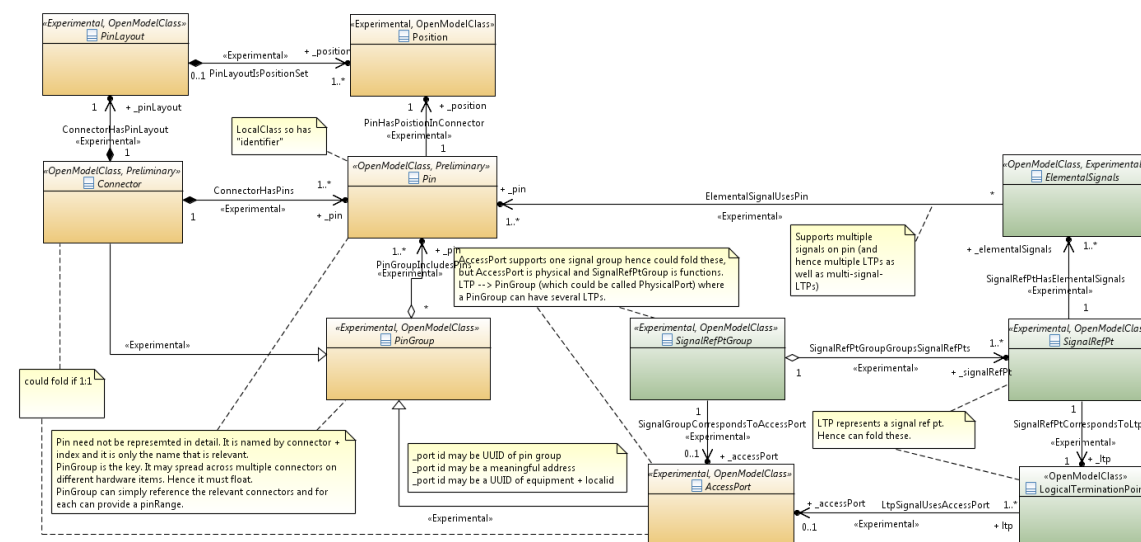 «Experimental, OpenModelClass»
PinLayout
«Experimental, OpenModelClass»
Position
«Experimental»
+ _position
0..1
PinLayoutIsPositionSet
1..*
1
+ _pinLayout
ConnectorHasPinLayout
«Experimental»
1
1
+ _position
PinHasPoistionInConnector
«Experimental»
1
LocalClass so has
"identifier"
«OpenModelClass, Preliminary»
Connector
ConnectorHasPins
1..*
1
«Experimental»
+ _pin
«OpenModelClass, Preliminary»
Pin
+ _pin
1..*
ElementalSignalUsesPin
«Experimental»
*
«OpenModelClass, Experimental
ElementalSignals
Supports multiple
signals on pin (and
hence multiple LTPs
as well as multi-signal-
LTPs)
+ _elementalSignals
1..*
SignalRefPtHasElementalSignals
«Experimental»
1
1..*
+ _pin
PinGroupIncludesPins
«Experimental»
*
AccessPort supports one signal group hence could fold these,
but AccessPort is physical and SignalRefPtGroup is functions.
LTP --> PinGroup (which could be called PhysicalPort) where
a PinGroup can have several LTPs.
«Experimental, OpenModelClass»
PinGroup
«Experimental»
«Experimental, OpenModelClass»
SignalRefPtGroup
SignalRefPtGroupGroupsSignalRefPts
1..*
1
«Experimental»
+ _signalRefPt
«Experimental, OpenModelClas
SignalRefPt
could fold if 1:1
Pin need not be represemted in detail. It is named by connector +
index and it is only the name that is relevant.
PinGroup is the key. It may spread across multiple connectors on
different hardware items. Hence it must float.
PinGroup can simply reference the relevant connectors and for
each can provide a pinRange.
_port id may be UUID of pin group
_port id may be a meaningful address
_port id may be a UUID of equipment + localid
«Experimental»
1
SignalGroupCorrespondsToAccessPort
«Experimental»
0..1
+ _accessPort
LTP represents a signal ref pt.
Hence can fold these.
1
SignalRefPtCorrespondsToLtp
«Experimental»
1
+ _ltp
«Experimental, OpenModelClass»
AccessPort
+ _accessPort
LtpSignalUsesAccessPort
1..*
0..1
«Experimental»
+ ltp
«OpenModelClass»
LogicalTerminationPoin